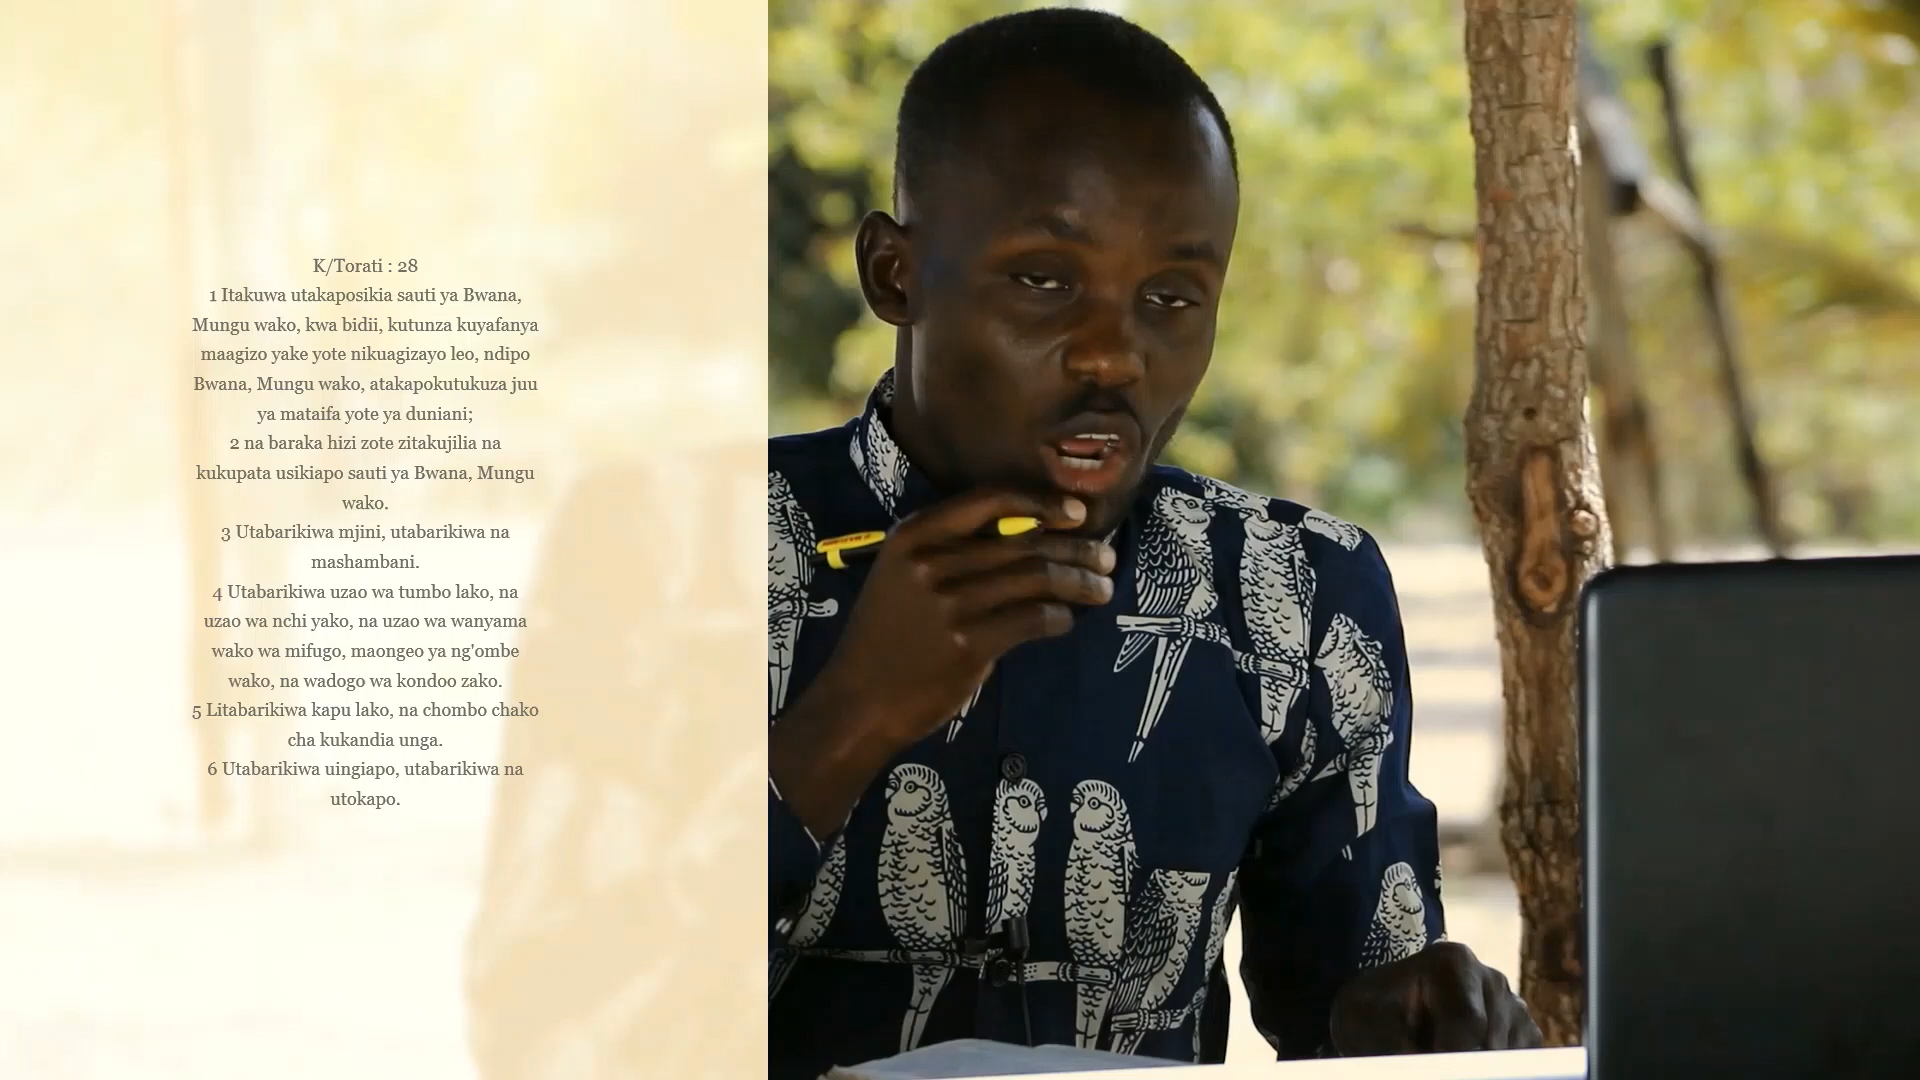 K/Torati : 28
1 Itakuwa utakaposikia sauti ya Bwana,
Mungu wako, kwa bidii, kutunza kuyafanya
maagizo yake yote nikuagizayo leo, ndipo
Bwana, Mungu wako, atakapokutukuza juu
ya mataifa yote ya duniani;
2 na baraka hizi zote zitakujilia na
kukupata usikiapo sauti ya Bwana, Mungu
wako.
3 Utabarikiwa mjini, utabarikiwa na
mashambani.
4 Utabarikiwa uzao wa tumbo lako, na
uzao wa nchi yako, na uzao wa wanyama
wako wa mifugo, maongeo ya ng'ombe
wako, na wadogo wa kondoo zako.
5 Litabarikiwa kapu lako, na chombo chako
cha kukandia unga.
6 Utabarikiwa uingiapo, utabarikiwa na
utokapo.